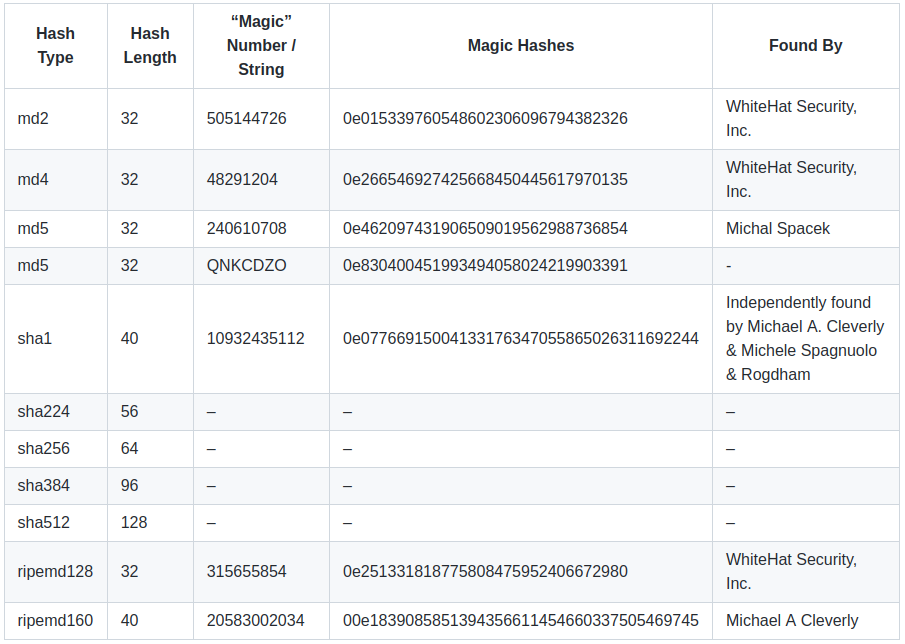 Hash Type
Hash Length
“Magic” Number / String
Magic Hashes
Found By
md2 32 505144726 0e015339760548602306096794382326 WhiteHat Security, Inc.
md4 32 48291204 0e266546927425668450445617970135 WhiteHat Security, Inc.
md5 32 240610708 0e462097431906509019562988736854 Michal Spacek
md5 32 QNKCDZO 0e830400451993494058024219903391 -
sha1 40 10932435112 0e07766915004133176347055865026311692244 Independently found by Michael A. Cleverly & Michele Spagnuolo & Rogdham
sha224 56 – – –
sha256 64 – – –
sha384 96 – – –
sha512 128 – – –
ripemd128 32 315655854 0e251331818775808475952406672980 WhiteHat Security, Inc.
ripemd160 40 20583002034 00e1839085851394356611454660337505469745 Michael A Cleverly